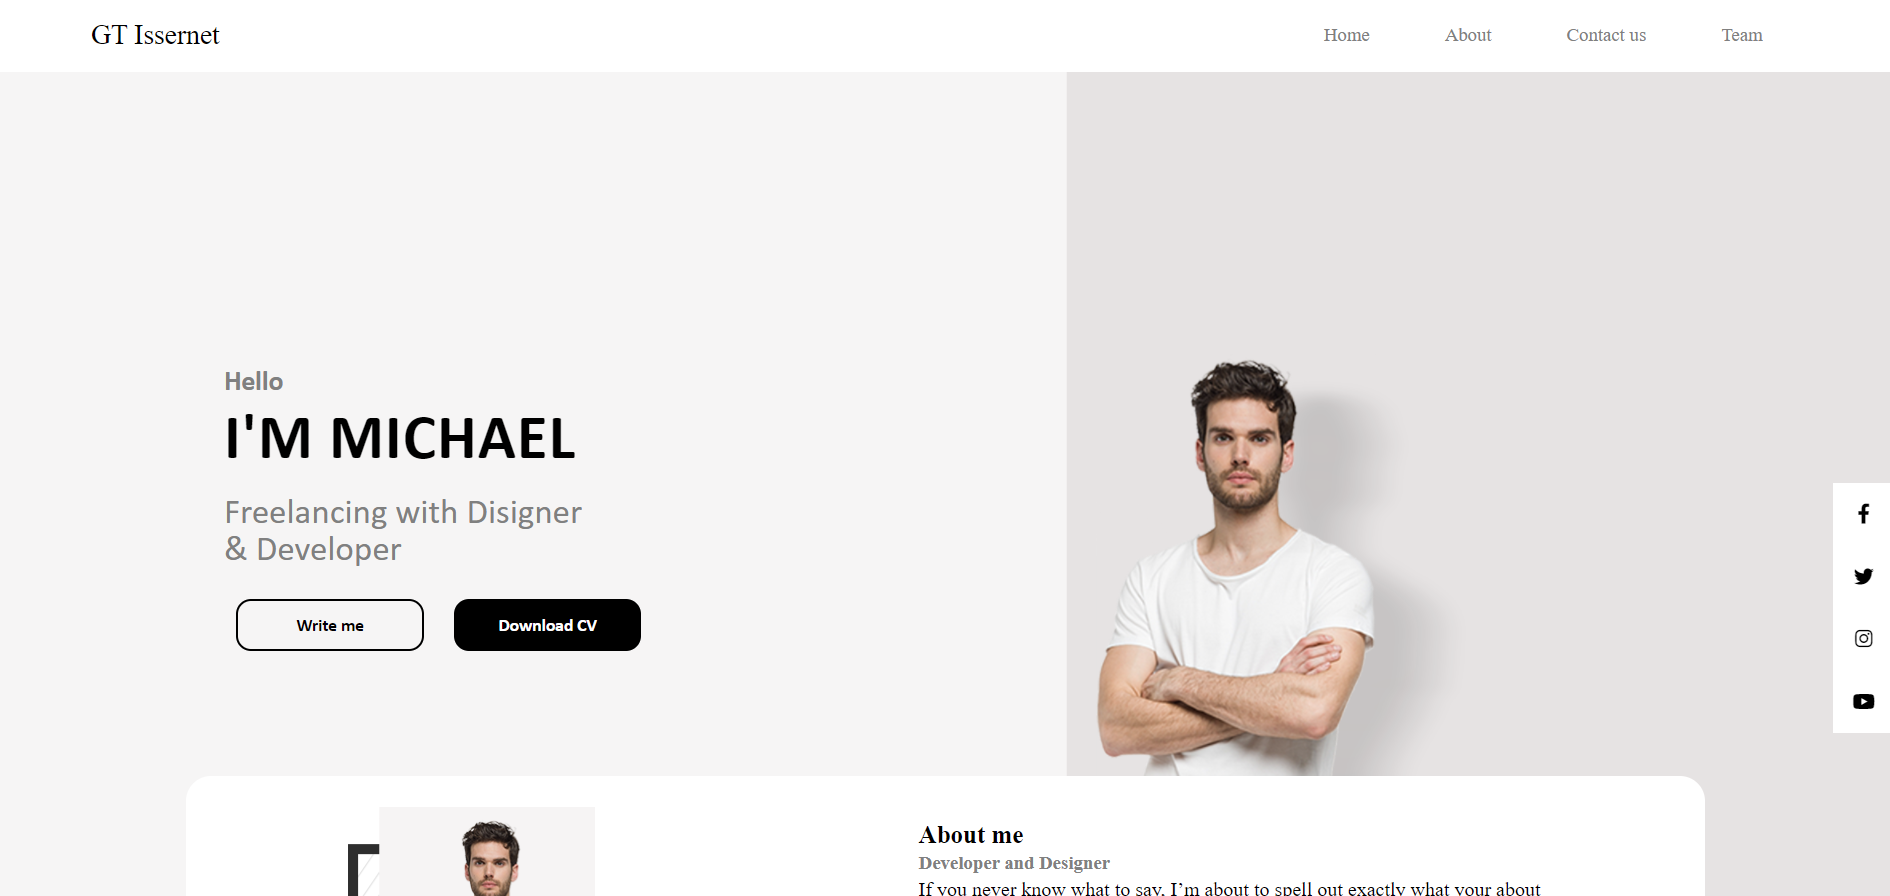 GT Issernet
Home About Contact us Team
Hello
I'M MICHAEL
Freelancing with Disigner
& Developer
Write me Download CV
About me
Developer and Designer
If you never know what to say, I’m about to spell out exactly what your about